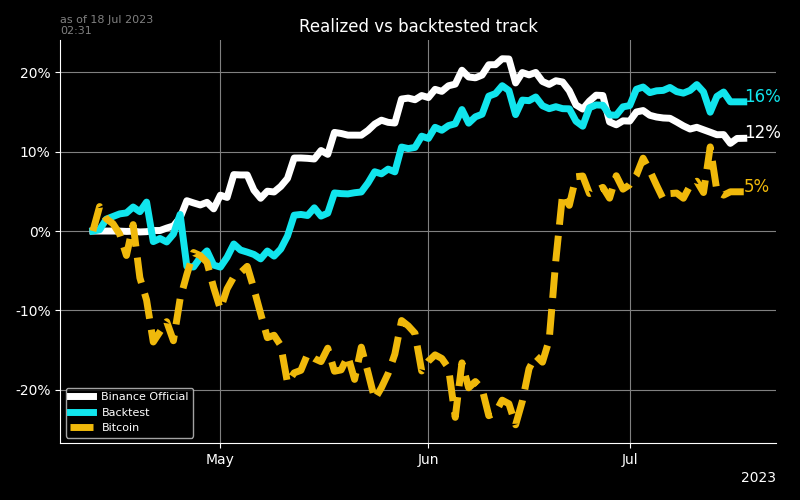 as of 18 Jul 2023
02:31
Realized vs backtested track
20%
10%
0%
-10%
-20%
16%
12%
5%
Binance Official
Backtest
Bitcoin
May
Jun
Jul
2023